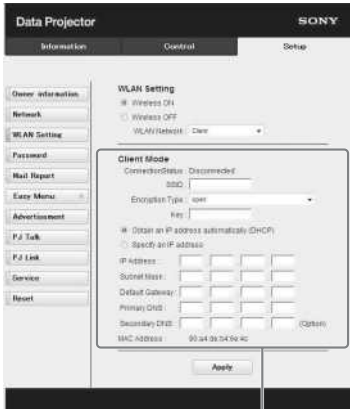 Data Projector
SONY
Information Control Setup
Owner information
Network
WLAN Setting
Password
Mail Report
Easy Menu
Advertisement
PJ Talk
PJ Link
Service
Reset
WLAN Setting
Wireless ON
Wireless OFF
WLAN Network : Client
Client Mode
ConnectionStatus : Disconnected
SSID :
Encryption Type : open
Key :
Obtain an IP address automatically (DHCP)
Specify an IP address
IP Address :
Subnet Mask :
Default Gateway :
Primary DNS :
Secondary DNS : (Option)
MAC Address :
Apply